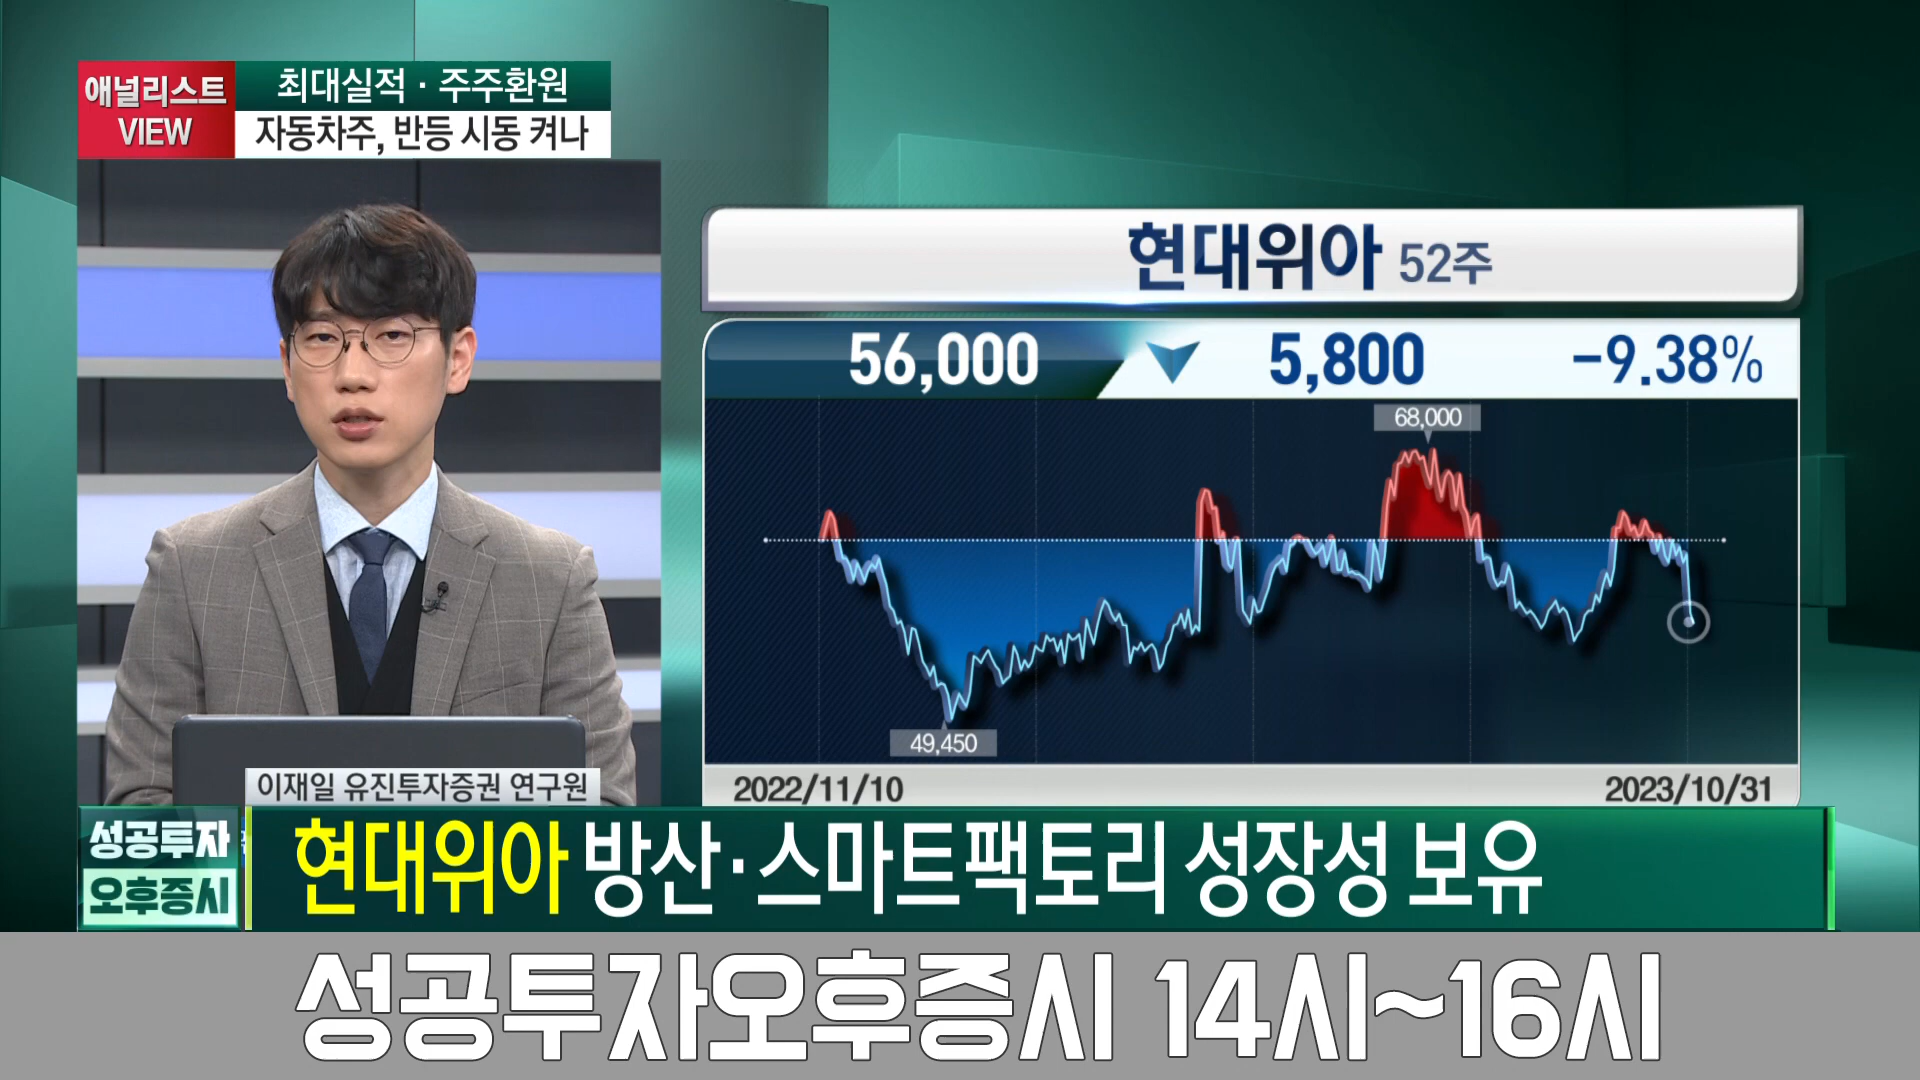 애널리스트
VIEW
최대실적 · 주주환원
자동차주, 반등 시동 켜나
현대위아 52주
56,000 ▼ 5,800 -9.38%
68,000
49,450
2022/11/10 2023/10/31
이재일 유진투자증권 연구원
성공투자
오후증시
현대위아 방산·스마트팩토리 성장성 보유
성공투자오후증시 14시~16시